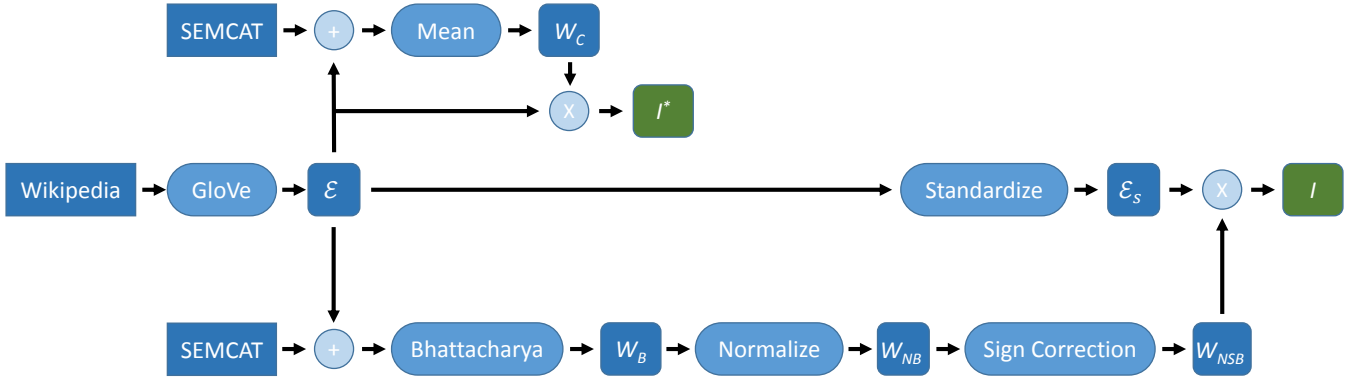 SEMCAT + Mean W_C
X I*
Wikipedia GloVe ℰ Standardize ℰ_S X I
SEMCAT + Bhattacharya W_B Normalize W_NB Sign Correction W_NSB